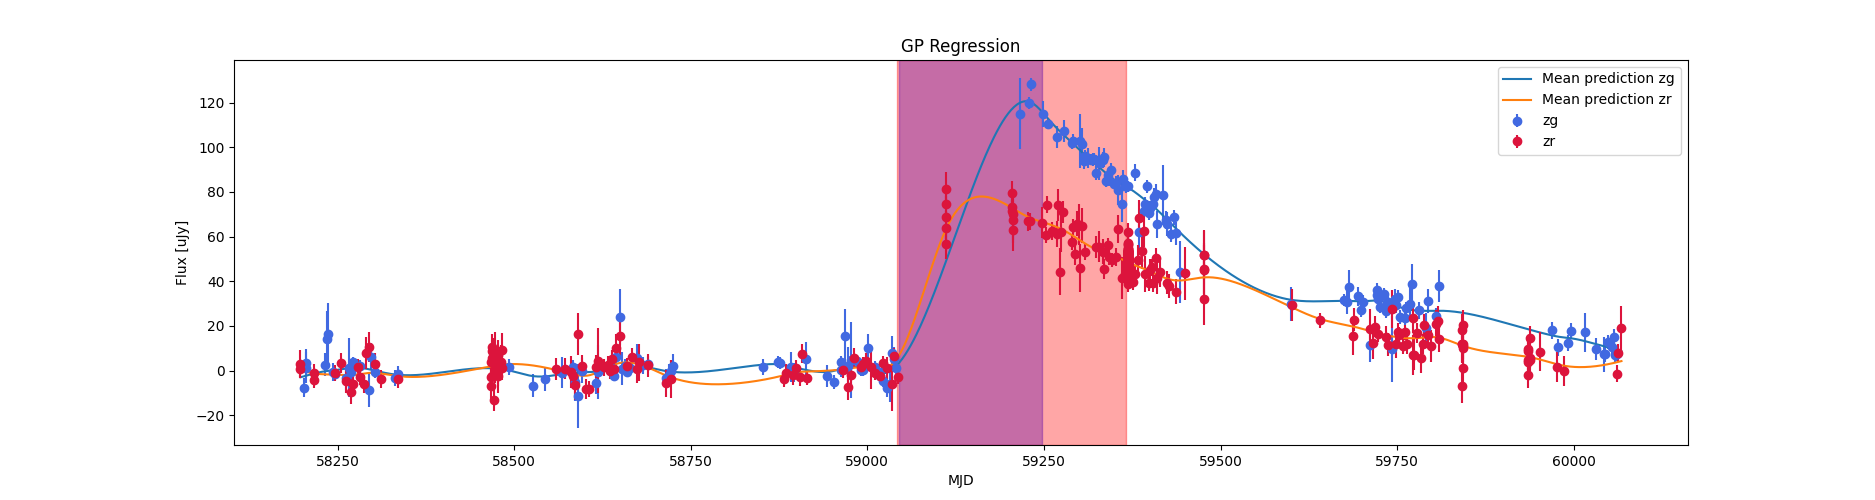 GP Regression
Mean prediction zg
Mean prediction zr
zg
zr
Flux [uJy]
120
100
80
60
40
20
0
−20
58250 58500 58750 59000 59250 59500 59750 60000
MJD